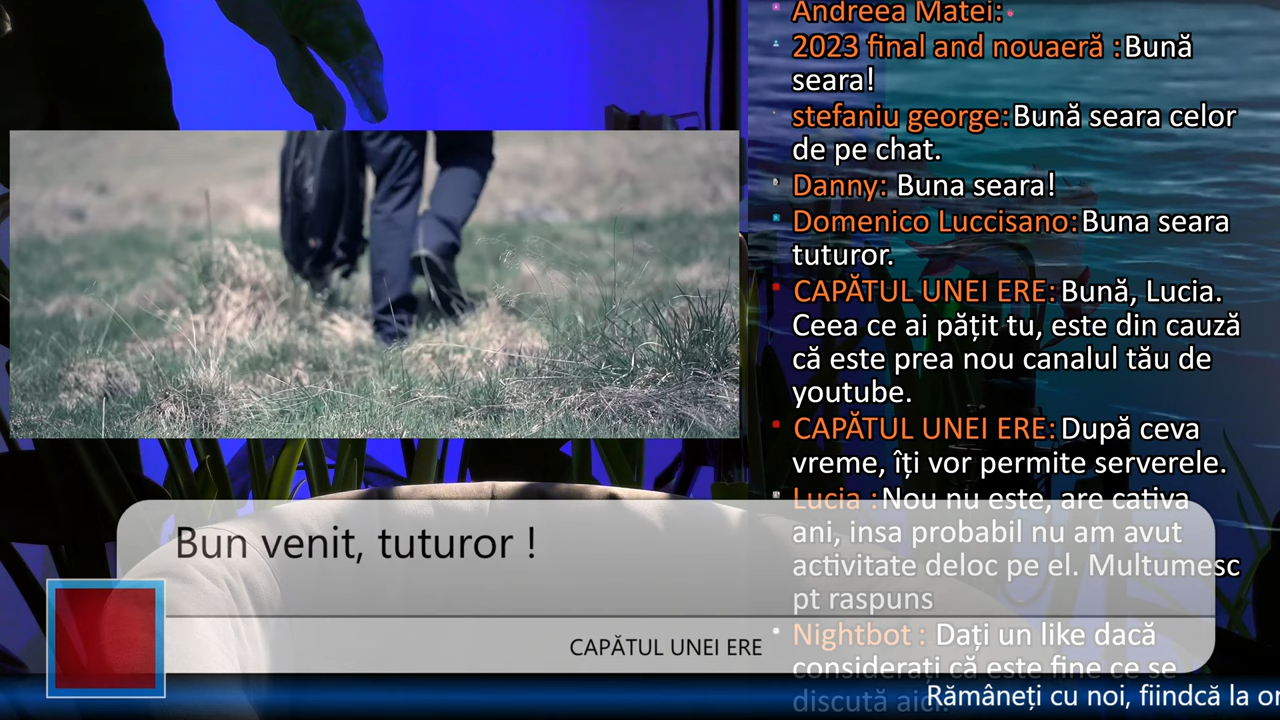 Andreea Matei:
2023 final and nouaeră : Bună
seara!
stefaniu george: Bună seara celor
de pe chat.
Danny: Buna seara!
Domenico Luccisano: Buna seara
tuturor.
CAPĂTUL UNEI ERE: Bună, Lucia.
Ceea ce ai pățit tu, este din cauză
că este prea nou canalul tău de
youtube.
CAPĂTUL UNEI ERE: După ceva
vreme, îți vor permite serverele.
Lucia : Nou nu este, are cativa
ani, insa probabil nu am avut
activitate deloc pe el. Multumesc
pt raspuns
Nightbot : Dați un like dacă
considerați că este fine ce se
discută aici.
Bun venit, tuturor !
CAPĂTUL UNEI ERE
Rămâneți cu noi, fiindcă la